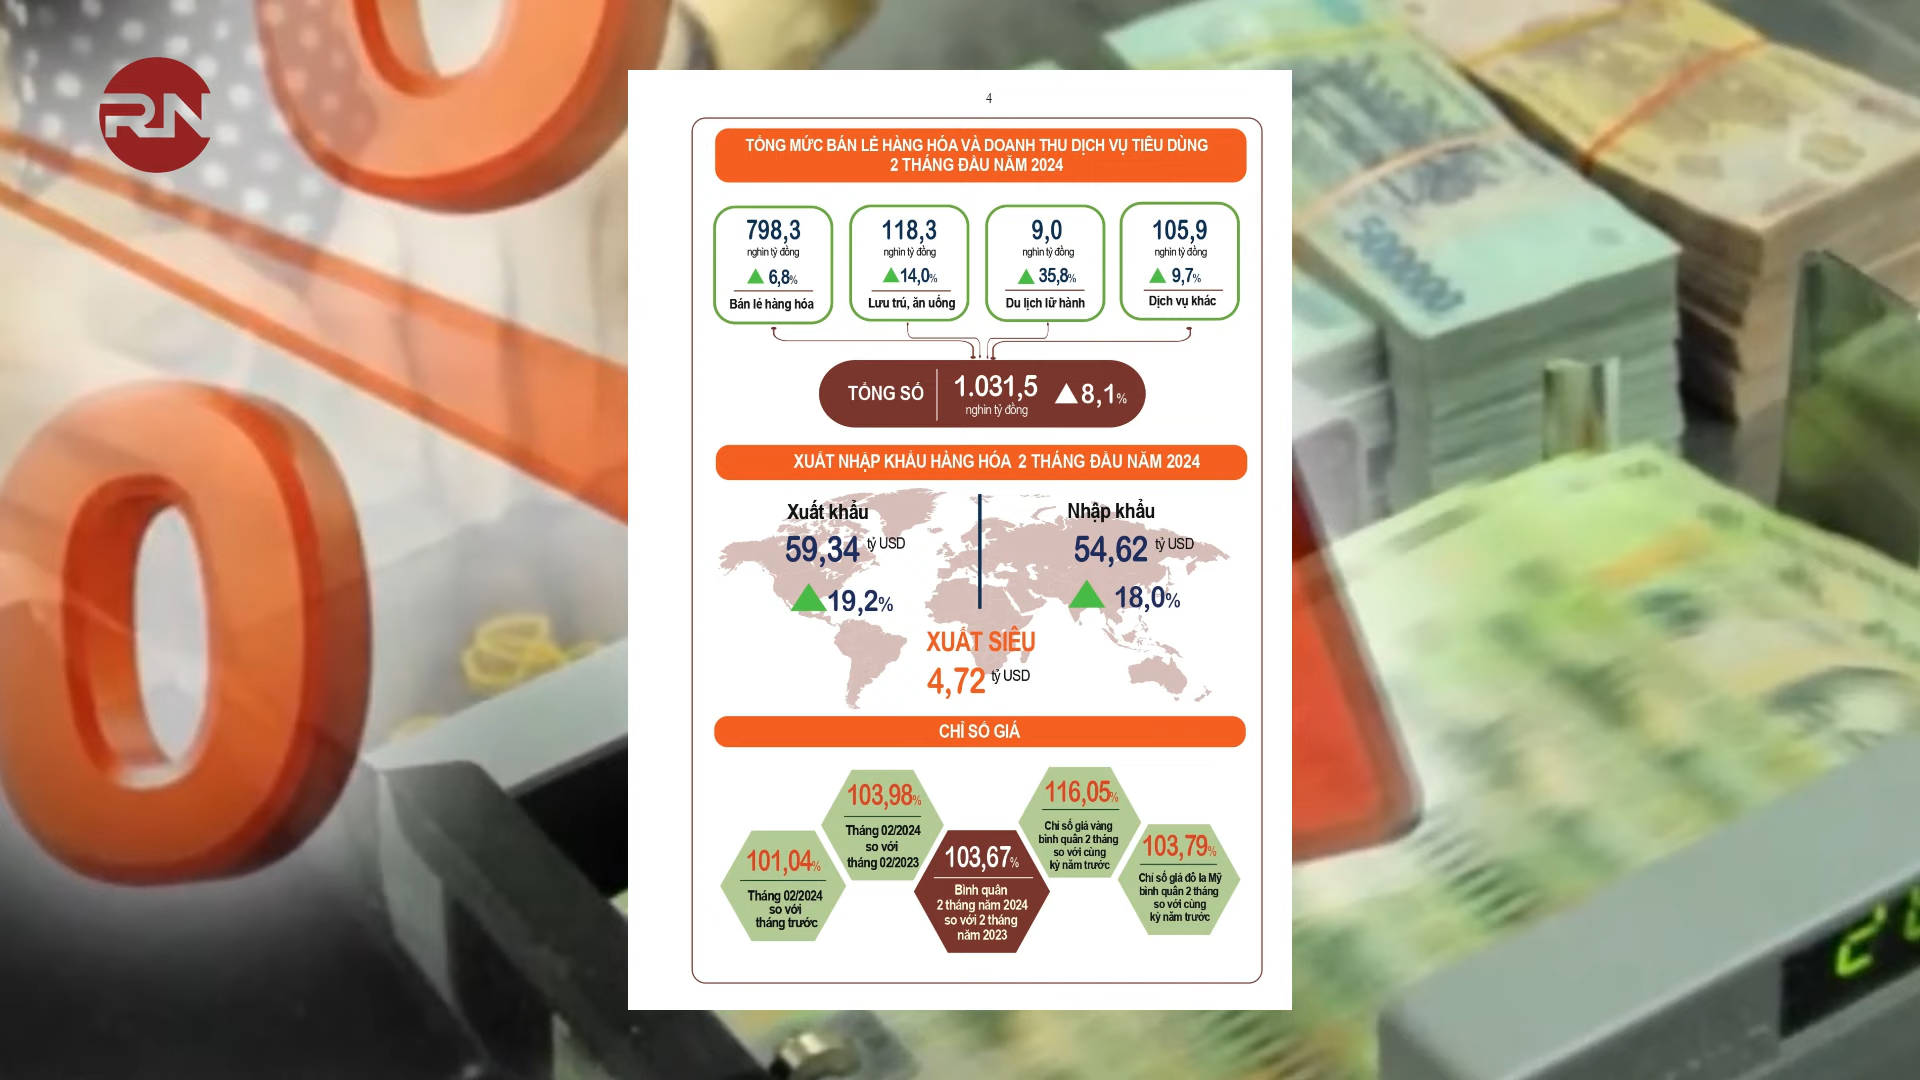 RN
4
TỔNG MỨC BÁN LẺ HÀNG HÓA VÀ DOANH THU DỊCH VỤ TIÊU DÙNG
2 THÁNG ĐẦU NĂM 2024
798,3
nghìn tỷ đồng
6,8%
Bán lẻ hàng hóa
118,3
nghìn tỷ đồng
14,0%
Lưu trú, ăn uống
9,0
nghìn tỷ đồng
35,8%
Du lịch lữ hành
105,9
nghìn tỷ đồng
9,7%
Dịch vụ khác
TỔNG SỐ
1.031,5
nghìn tỷ đồng
8,1%
XUẤT NHẬP KHẨU HÀNG HÓA 2 THÁNG ĐẦU NĂM 2024
Xuất khẩu
59,34 tỷ USD
19,2%
Nhập khẩu
54,62 tỷ USD
18,0%
XUẤT SIÊU
4,72 tỷ USD
CHỈ SỐ GIÁ
101,04%
Tháng 02/2024
so với
tháng trước
103,98%
Tháng 02/2024
so với
tháng 02/2023
103,67%
Bình quân
2 tháng năm 2024
so với 2 tháng
năm 2023
116,05%
Chỉ số giá vàng
bình quân 2 tháng
so với cùng
kỳ năm trước
103,79%
Chỉ số giá đô la Mỹ
bình quân 2 tháng
so với cùng
kỳ năm trước
500000